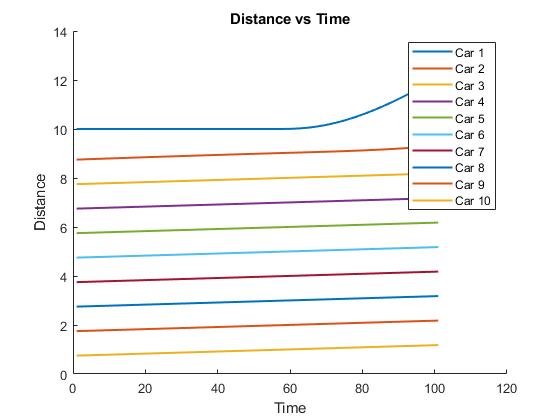 Distance vs Time
14
12
10
8
6
4
2
0
Distance
0 20 40 60 80 100 120
Time
Car 1
Car 2
Car 3
Car 4
Car 5
Car 6
Car 7
Car 8
Car 9
Car 10